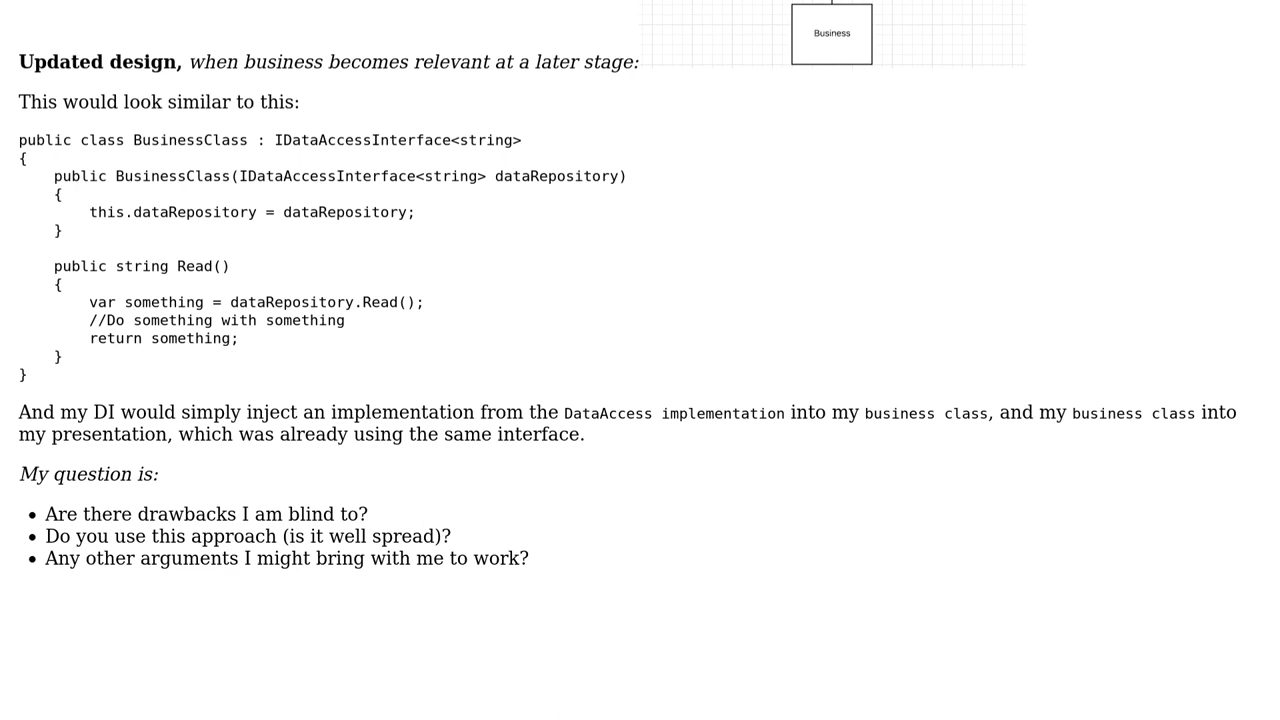 Business
Updated design, when business becomes relevant at a later stage:
This would look similar to this:
public class BusinessClass : IDataAccessInterface<string>
{
    public BusinessClass(IDataAccessInterface<string> dataRepository)
    {
        this.dataRepository = dataRepository;
    }

    public string Read()
    {
        var something = dataRepository.Read();
        //Do something with something
        return something;
    }
}
And my DI would simply inject an implementation from the DataAccess implementation into my business class, and my business class into
my presentation, which was already using the same interface.
My question is:
• Are there drawbacks I am blind to?
• Do you use this approach (is it well spread)?
• Any other arguments I might bring with me to work?